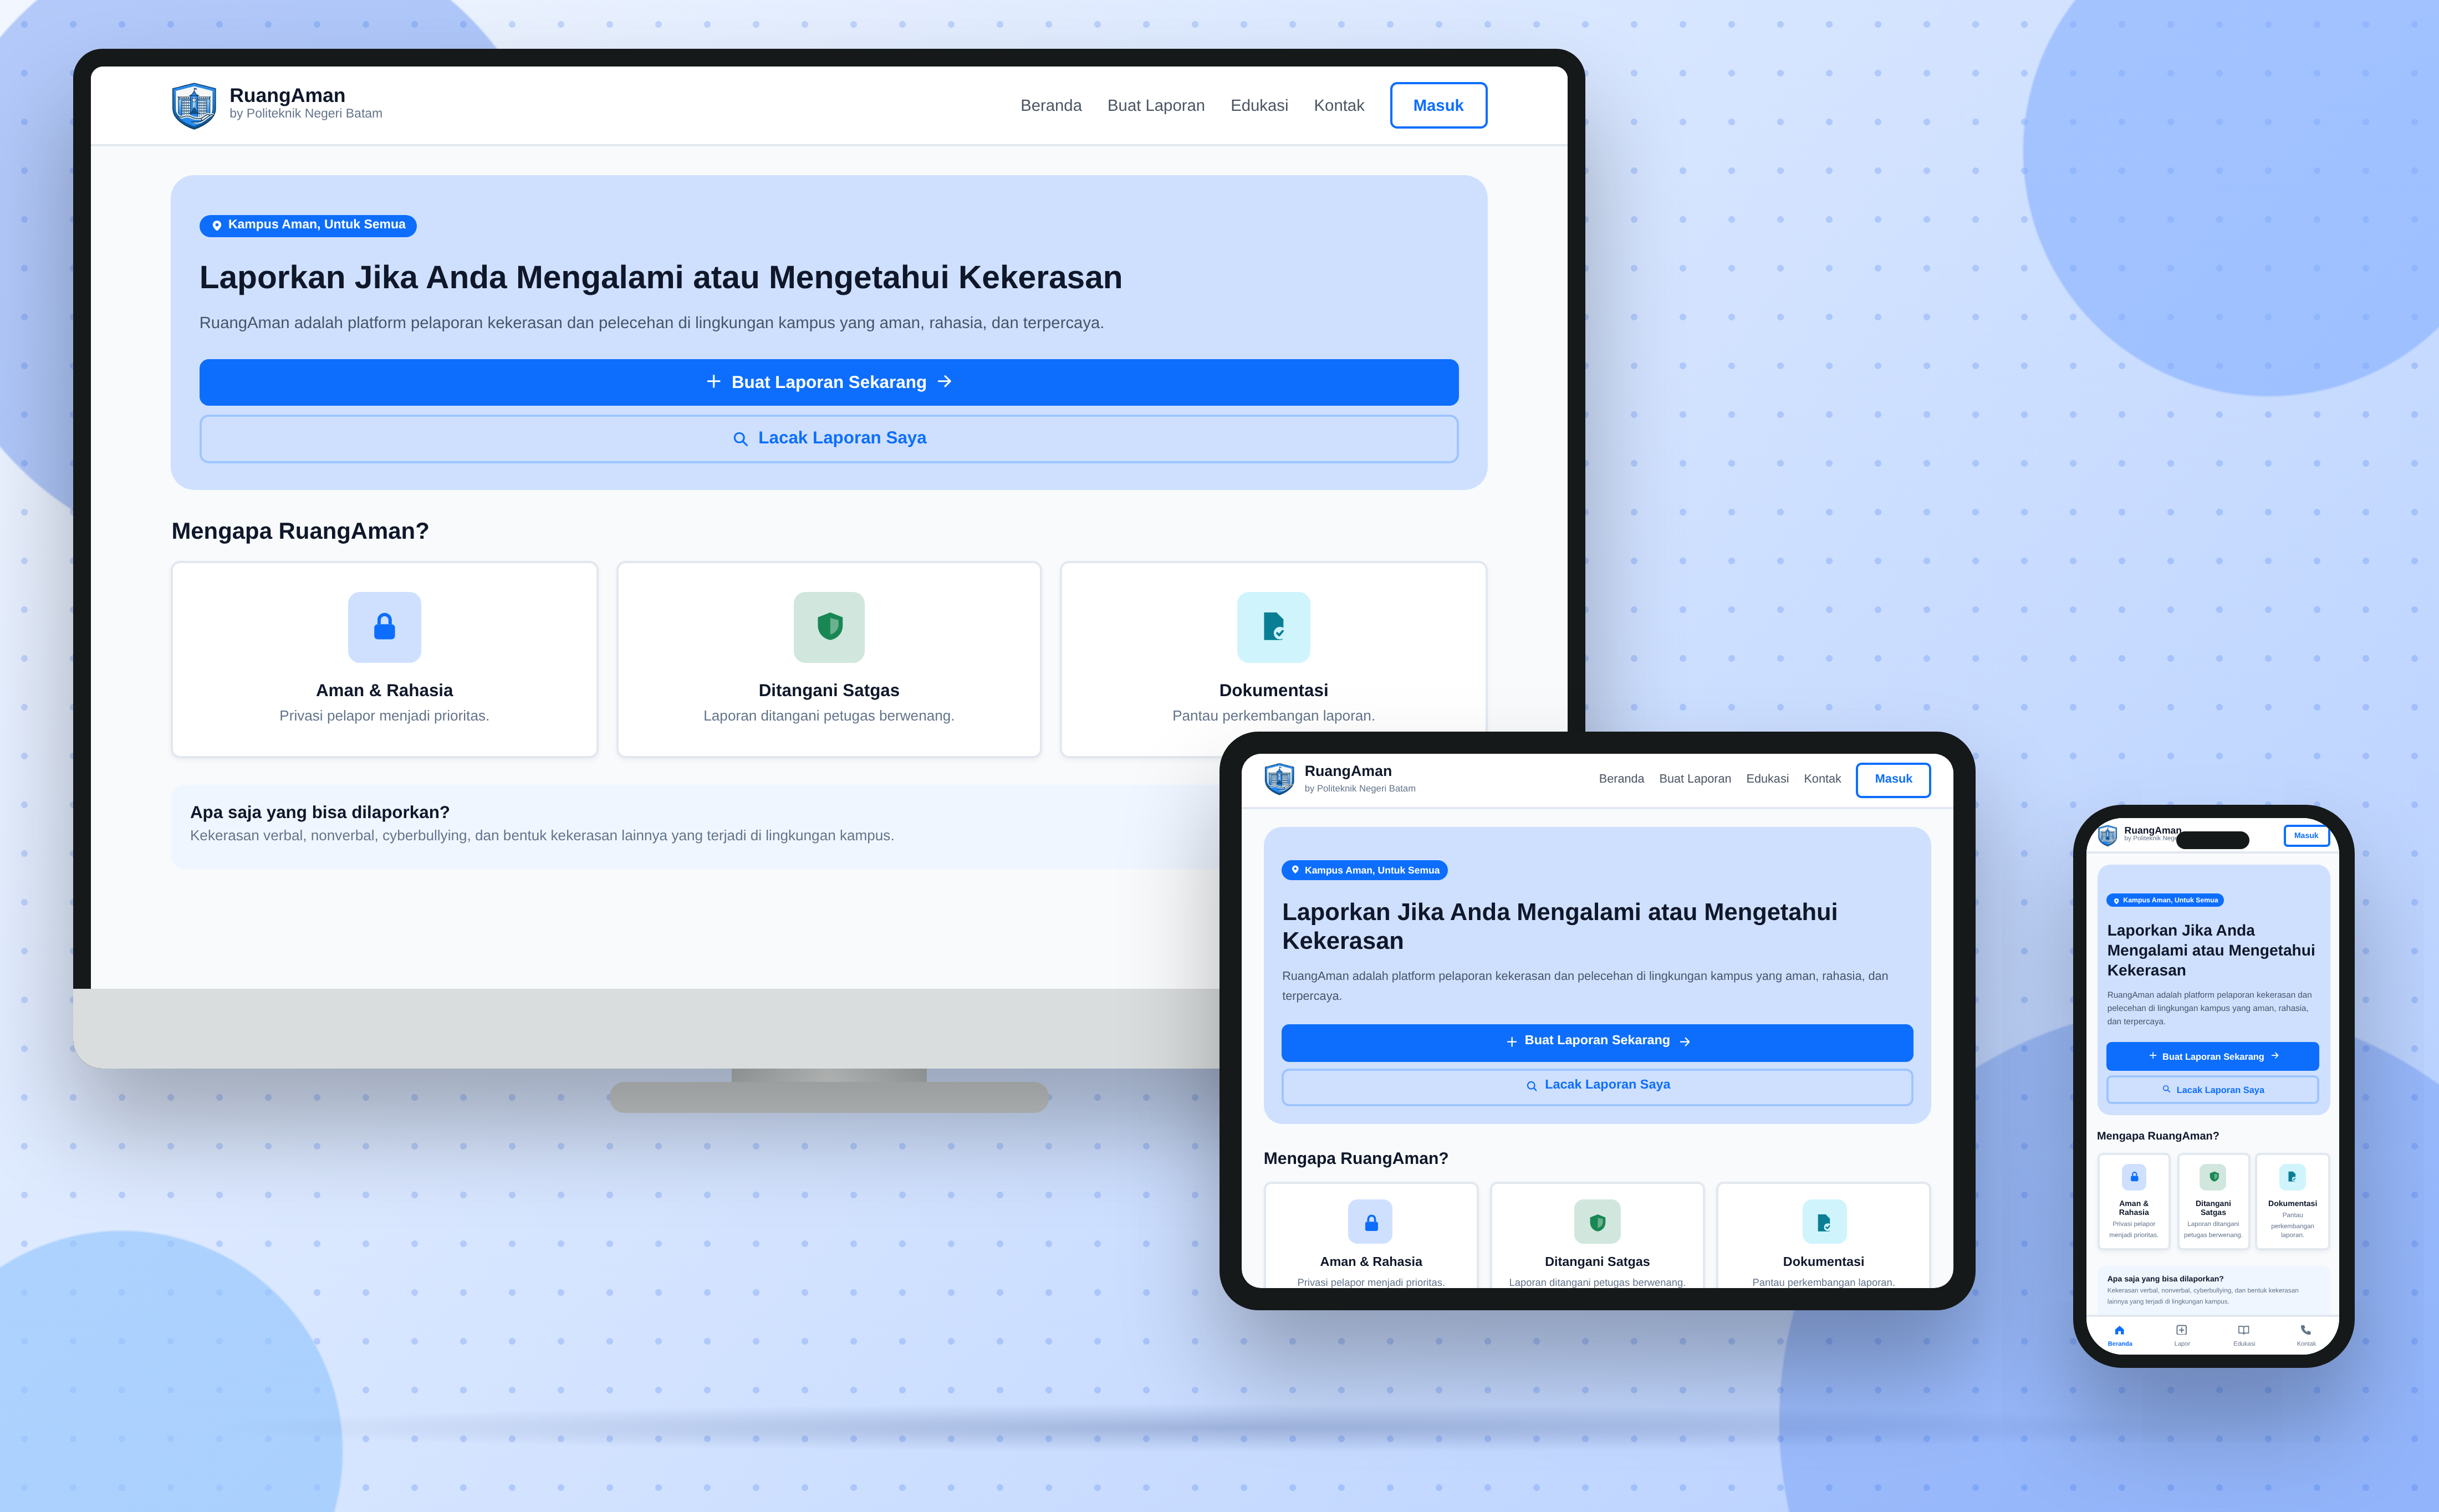 RuangAman
by Politeknik Negeri Batam
Beranda Buat Laporan Edukasi Kontak Masuk
Kampus Aman, Untuk Semua
Laporkan Jika Anda Mengalami atau Mengetahui Kekerasan
RuangAman adalah platform pelaporan kekerasan dan pelecehan di lingkungan kampus yang aman, rahasia, dan terpercaya.
Buat Laporan Sekarang
Lacak Laporan Saya
Mengapa RuangAman?
Aman & Rahasia
Privasi pelapor menjadi prioritas.
Ditangani Satgas
Laporan ditangani petugas berwenang.
Dokumentasi
Pantau perkembangan laporan.
Apa saja yang bisa dilaporkan?
Kekerasan verbal, nonverbal, cyberbullying, dan bentuk kekerasan lainnya yang terjadi di lingkungan kampus.
RuangAman
by Politeknik Negeri Batam
Beranda Buat Laporan Edukasi Kontak Masuk
Kampus Aman, Untuk Semua
Laporkan Jika Anda Mengalami atau Mengetahui
Kekerasan
RuangAman adalah platform pelaporan kekerasan dan pelecehan di lingkungan kampus yang aman, rahasia, dan
terpercaya.
Buat Laporan Sekarang
Lacak Laporan Saya
Mengapa RuangAman?
Aman & Rahasia
Privasi pelapor menjadi prioritas.
Ditangani Satgas
Laporan ditangani petugas berwenang.
Dokumentasi
Pantau perkembangan laporan.
RuangAman
by Politeknik
Masuk
Kampus Aman, Untuk Semua
Laporkan Jika Anda
Mengalami atau Mengetahui
Kekerasan
RuangAman adalah platform pelaporan kekerasan dan
pelecehan di lingkungan kampus yang aman, rahasia,
dan terpercaya.
Buat Laporan Sekarang
Lacak Laporan Saya
Mengapa RuangAman?
Aman &
Rahasia
Privasi pelapor
menjadi prioritas.
Ditangani
Satgas
Laporan ditangani
petugas berwenang.
Dokumentasi
Pantau
perkembangan
laporan.
Apa saja yang bisa dilaporkan?
Kekerasan verbal, nonverbal, cyberbullying, dan bentuk kekerasan
lainnya yang terjadi di lingkungan kampus.
Beranda Lapor Edukasi Kontak